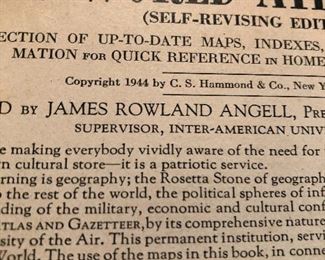 (SELF-REVISING EDIT
ECTION OF UP-TO-DATE MAPS, INDEXES,
MATION FOR QUICK REFERENCE IN HOME
Copyright 1944 by C. S. Hammond & Co., New Y
D BY JAMES ROWLAND ANGELL, Pre
SUPERVISOR, INTER-AMERICAN UNIV
e making everybody vividly aware of the need for
rn cultural store—it is a patriotic service.
rning is geography; the Rosetta Stone of geograph
to the rest of the world, the political spheres of inf
ding of the military, economic and cultural conf
TLAS AND GAZETTEER, by its comprehensive natur
sity of the Air. This permanent institution, servi
World. The use of the maps in this book, in connec